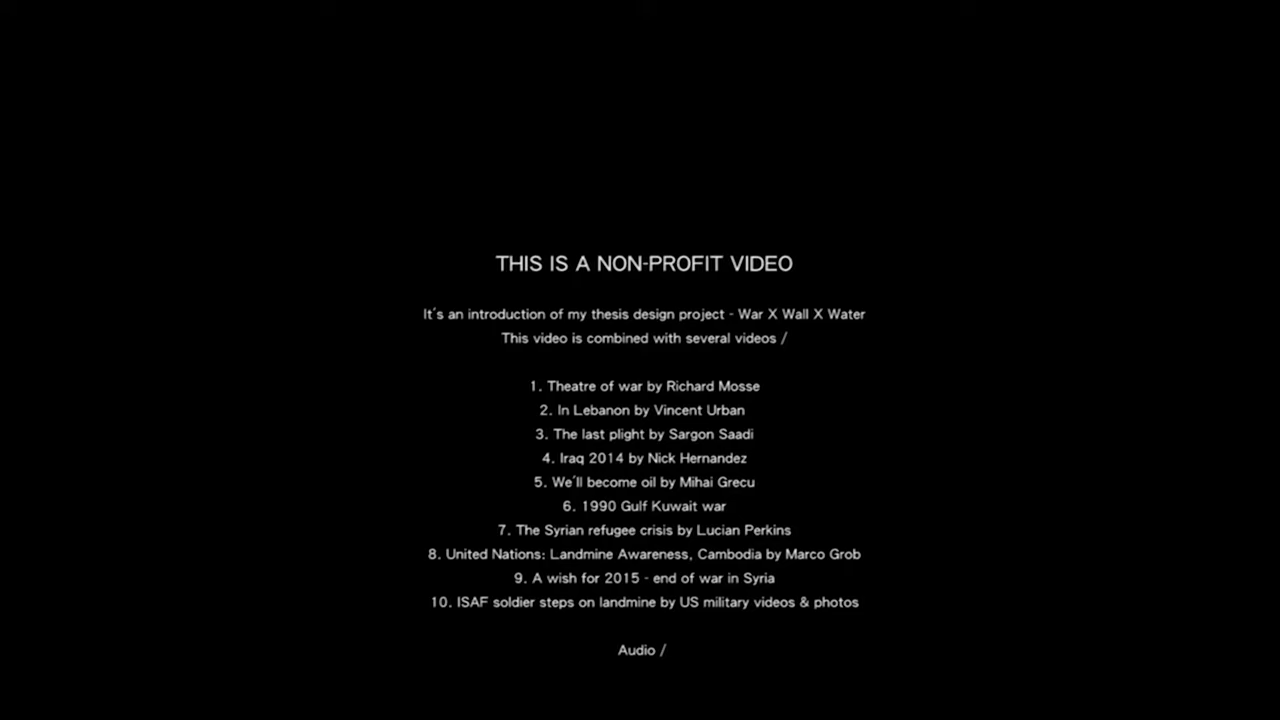 THIS IS A NON-PROFIT VIDEO
It's an introduction of my thesis design project - War X Wall X Water
This video is combined with several videos /
1. Theatre of war by Richard Mosse
2. In Lebanon by Vincent Urban
3. The last plight by Sargon Saadi
4. Iraq 2014 by Nick Hernandez
5. We'll become oil by Mihai Grecu
6. 1990 Gulf Kuwait war
7. The Syrian refugee crisis by Lucian Perkins
8. United Nations: Landmine Awareness, Cambodia by Marco Grob
9. A wish for 2015 - end of war in Syria
10. ISAF soldier steps on landmine by US military videos & photos
Audio /